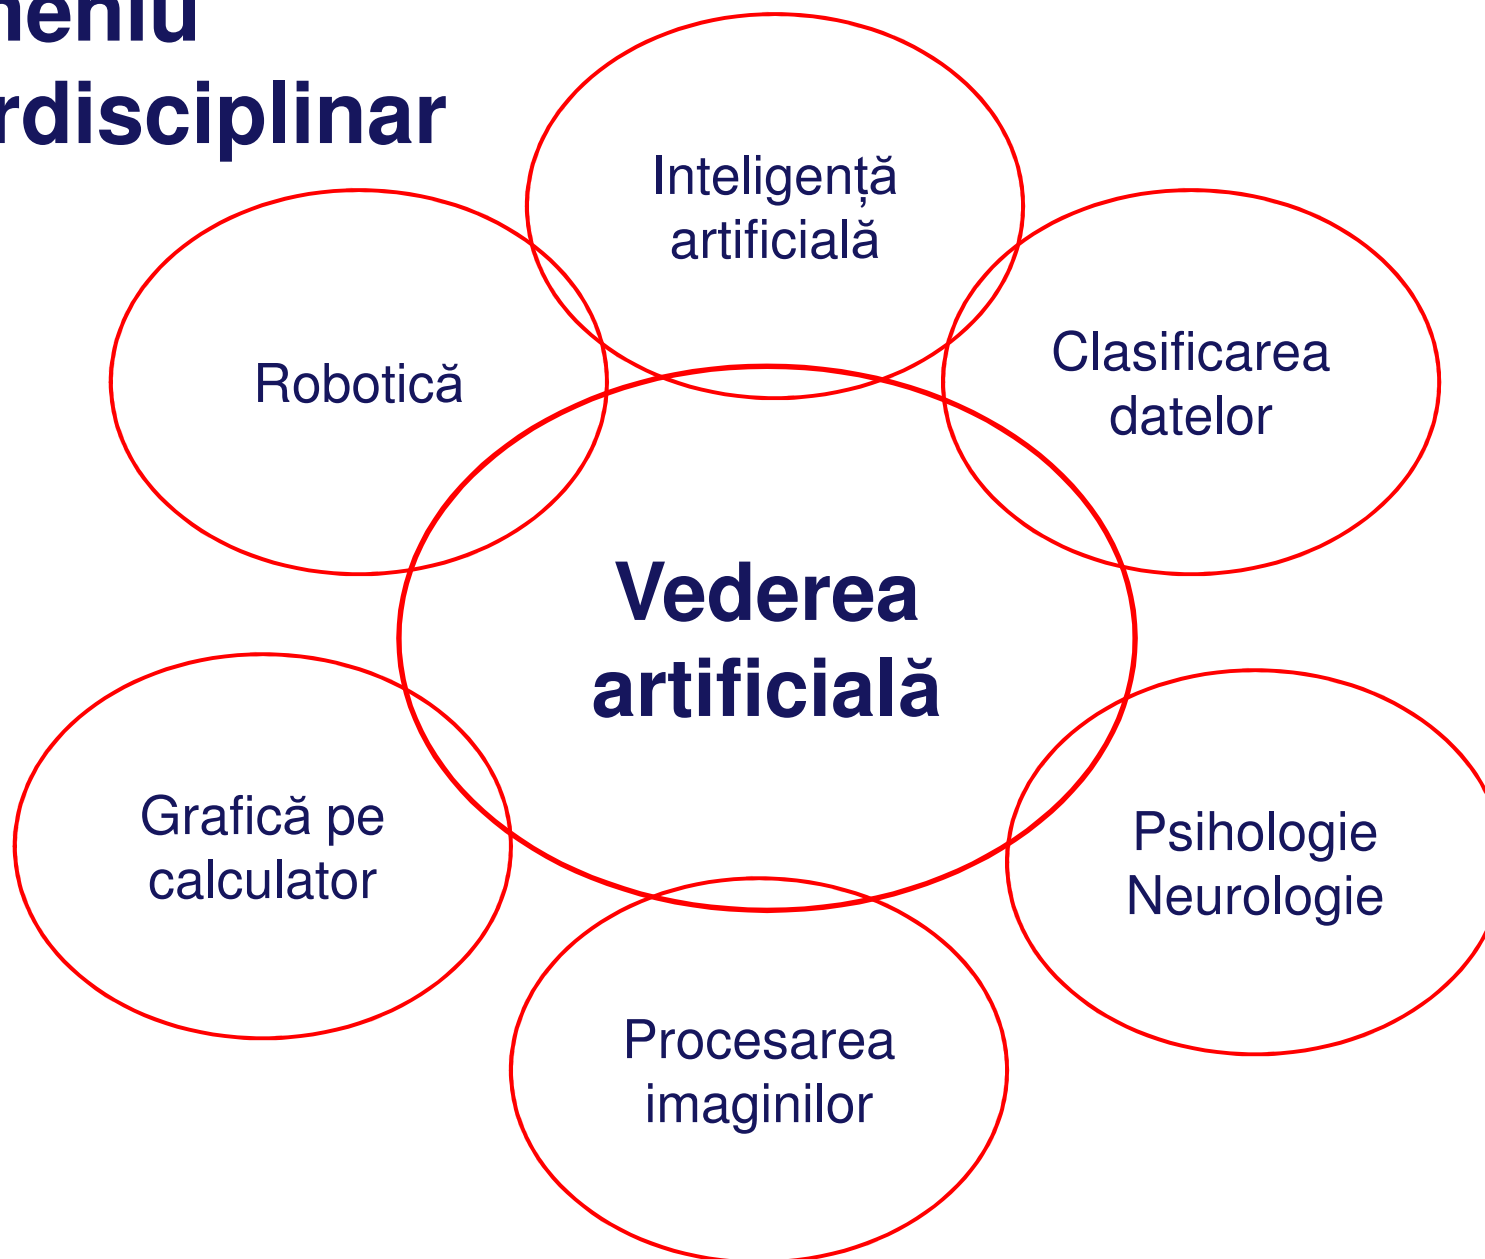 rdisciplinar
Inteligență
artificială
Robotică
Clasificarea
datelor
Vederea
artificială
Grafică pe
calculator
Psihologie
Neurologie
Procesarea
imaginilor